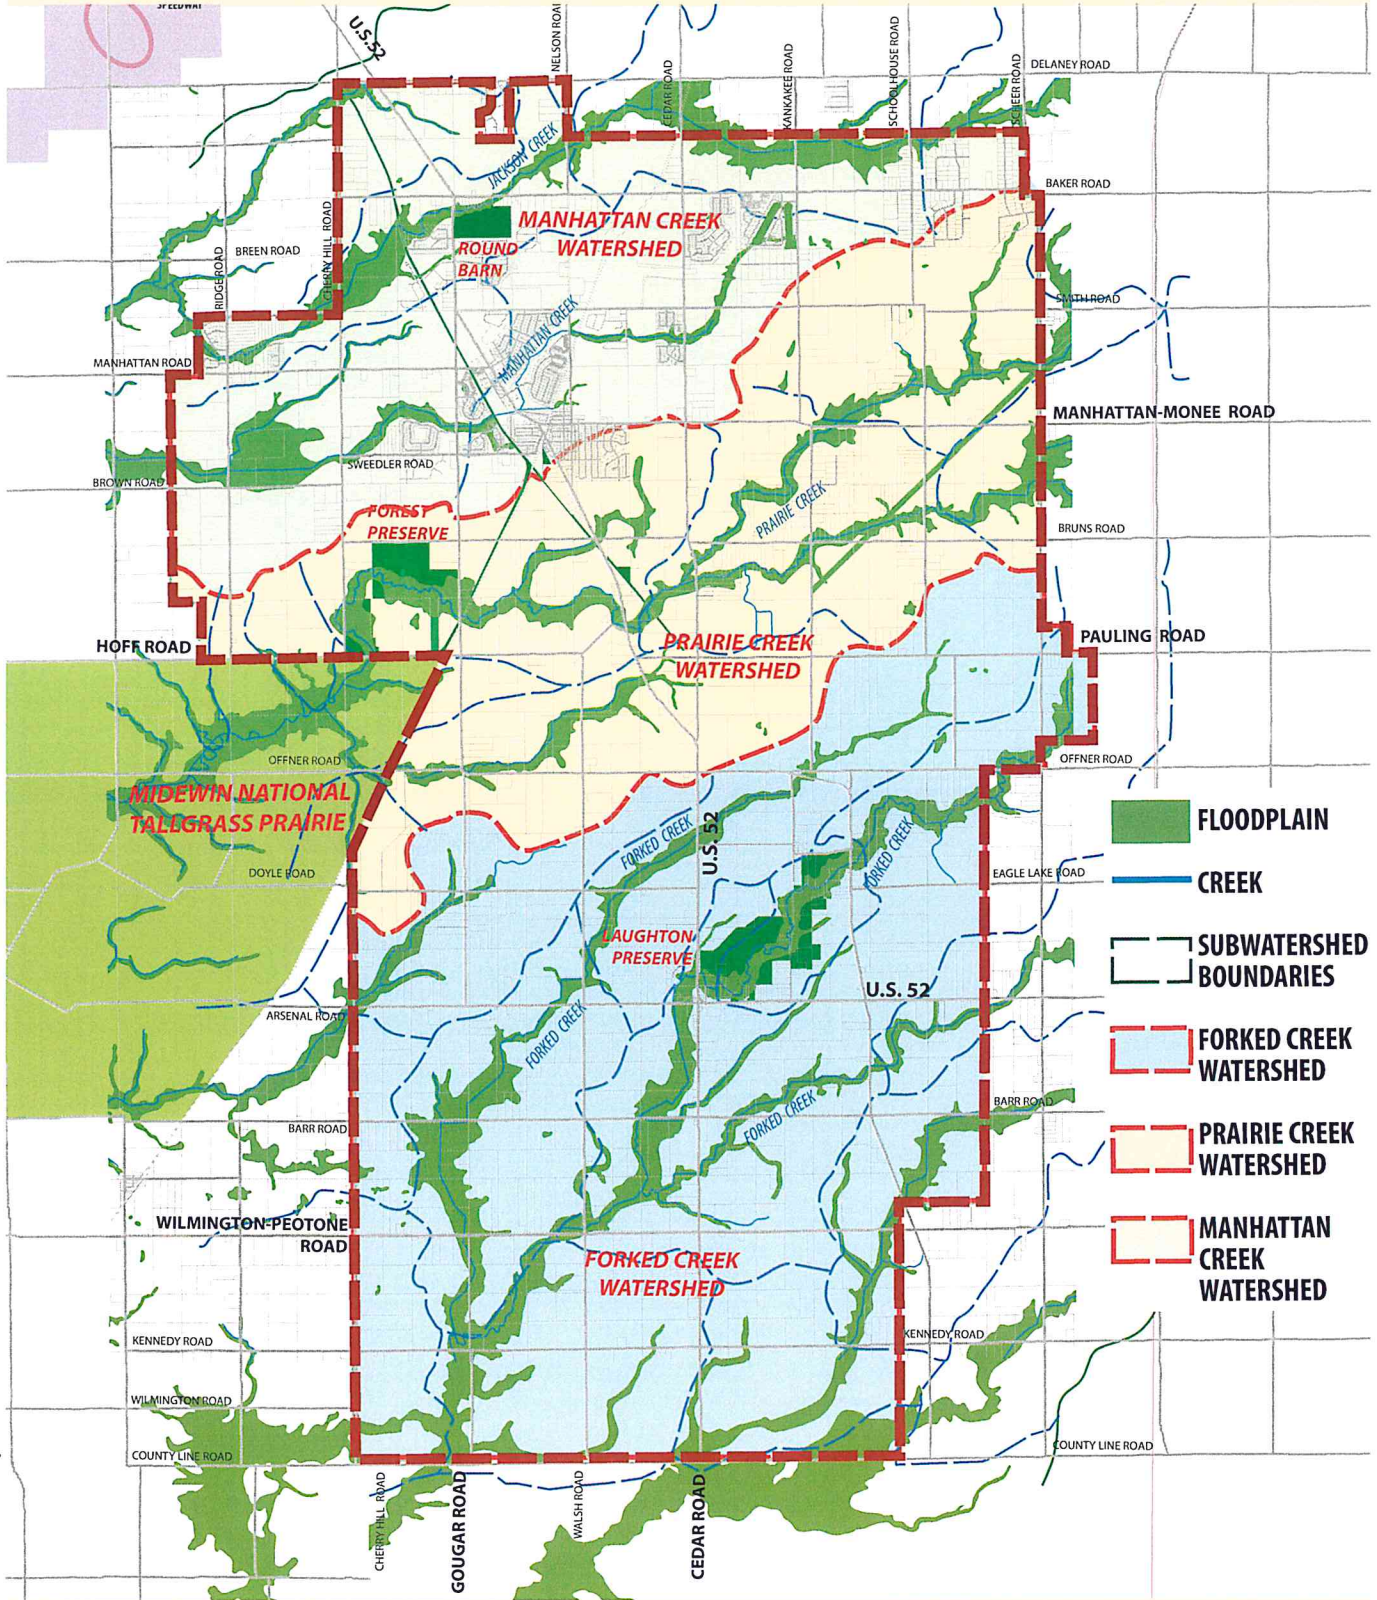 SPEEDWAY
U.S.52
NELSON ROAD
CEDAR ROAD
KANKAKEE ROAD
SCHOOLHOUSE ROAD
SCHEER ROAD
DELANEY ROAD
JACKSON CREEK
BAKER ROAD
MANHATTAN CREEK
WATERSHED
ROUND
BARN
BREEN ROAD
RIDGE ROAD
CHERRY HILL ROAD
SMITH ROAD
MANHATTAN CREEK
MANHATTAN ROAD
MANHATTAN-MONEE ROAD
SWEEDLER ROAD
BROWN ROAD
FOREST
PRESERVE
PRAIRIE CREEK
BRUNS ROAD
HOFF ROAD
PRAIRIE CREEK
WATERSHED
PAULING ROAD
OFFNER ROAD
OFFNER ROAD
MIDEWIN NATIONAL
TALLGRASS PRAIRIE
FORKED CREEK
U.S. 52
FORKED CREEK
DOYLE ROAD
EAGLE LAKE ROAD
LAUGHTON
PRESERVE
U.S. 52
ARSENAL ROAD
FORKED CREEK
FORKED CREEK
BARR ROAD
BARR ROAD
WILMINGTON-PEOTONE
ROAD
FORKED CREEK
WATERSHED
KENNEDY ROAD
KENNEDY ROAD
WILMINGTON ROAD
COUNTY LINE ROAD
COUNTY LINE ROAD
CHERRY HILL ROAD
GOUGAR ROAD
WALSH ROAD
CEDAR ROAD
FLOODPLAIN
CREEK
SUBWATERSHED
BOUNDARIES
FORKED CREEK
WATERSHED
PRAIRIE CREEK
WATERSHED
MANHATTAN
CREEK
WATERSHED